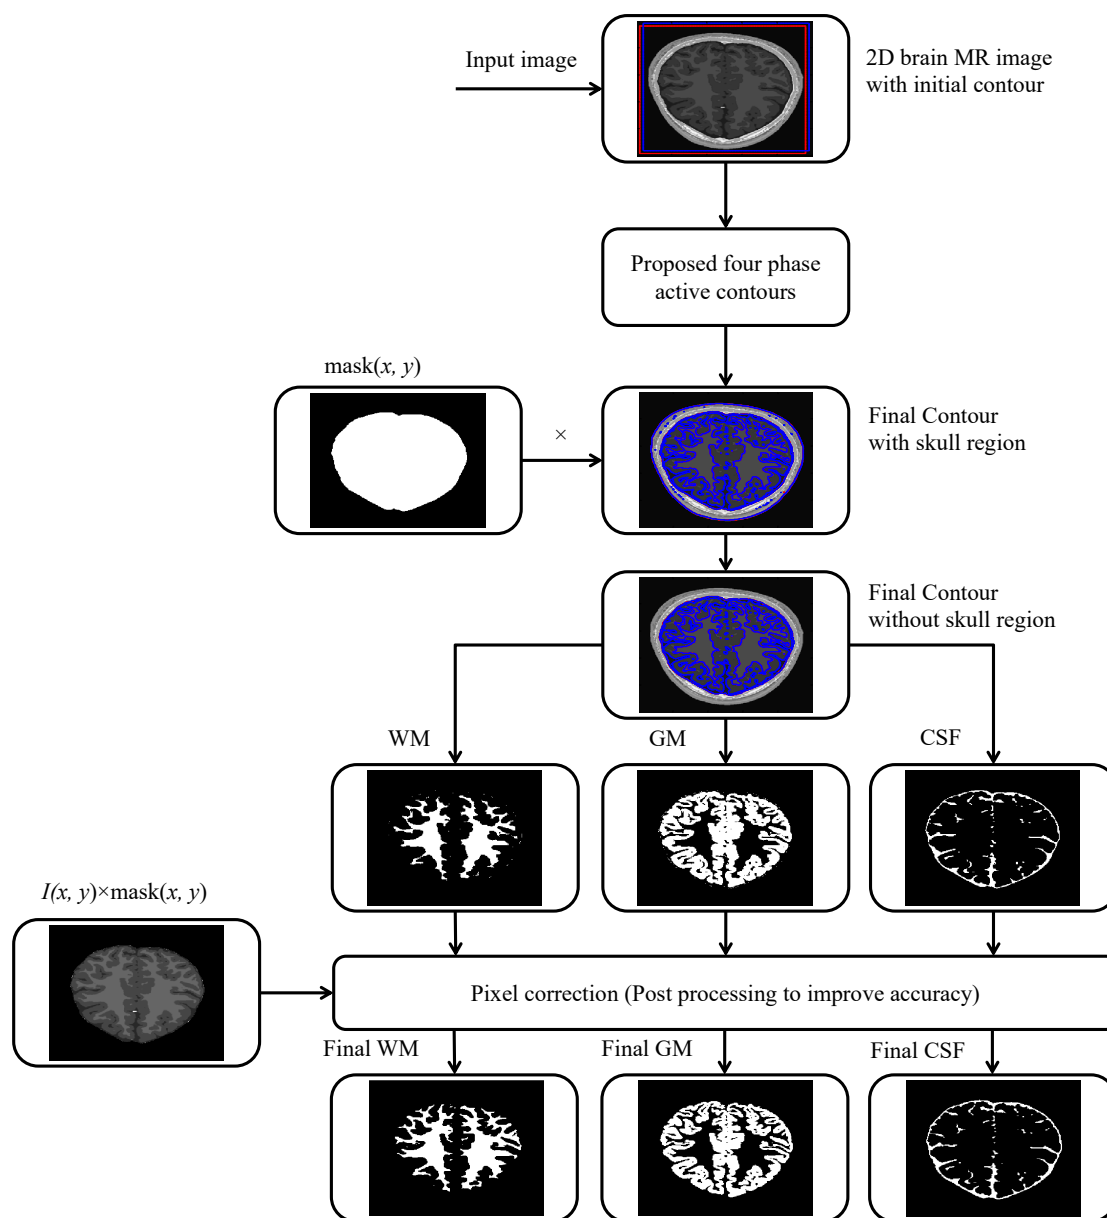 Input image
2D brain MR image
with initial contour
Proposed four phase
active contours
mask(x, y)
×
Final Contour
with skull region
Final Contour
without skull region
WM
GM
CSF
I(x, y)×mask(x, y)
Pixel correction (Post processing to improve accuracy)
Final WM
Final GM
Final CSF